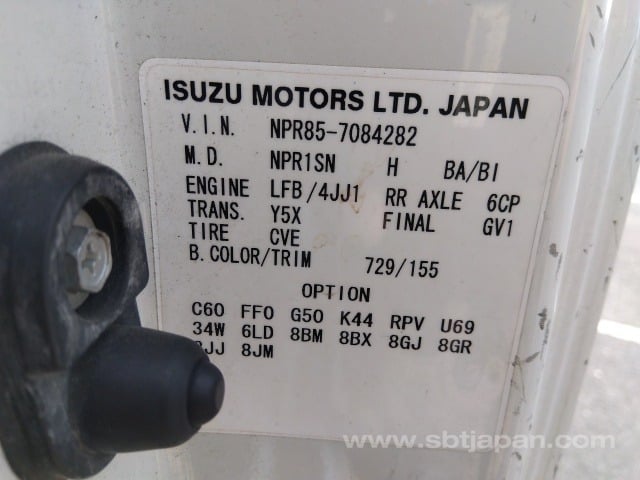 ISUZU MOTORS LTD. JAPAN
V.I.N. NPR85-7084282
M.D. NPR1SN H BA/BI
ENGINE LFB/4JJ1 RR AXLE 6CP
TRANS. Y5X FINAL GV1
TIRE CVE
B.COLOR/TRIM 729/155
OPTION
C60 FF0 G50 K44 RPV U69
34W 6LD 8BM 8BX 8GJ 8GR
8JM
www.sbtjapan.com